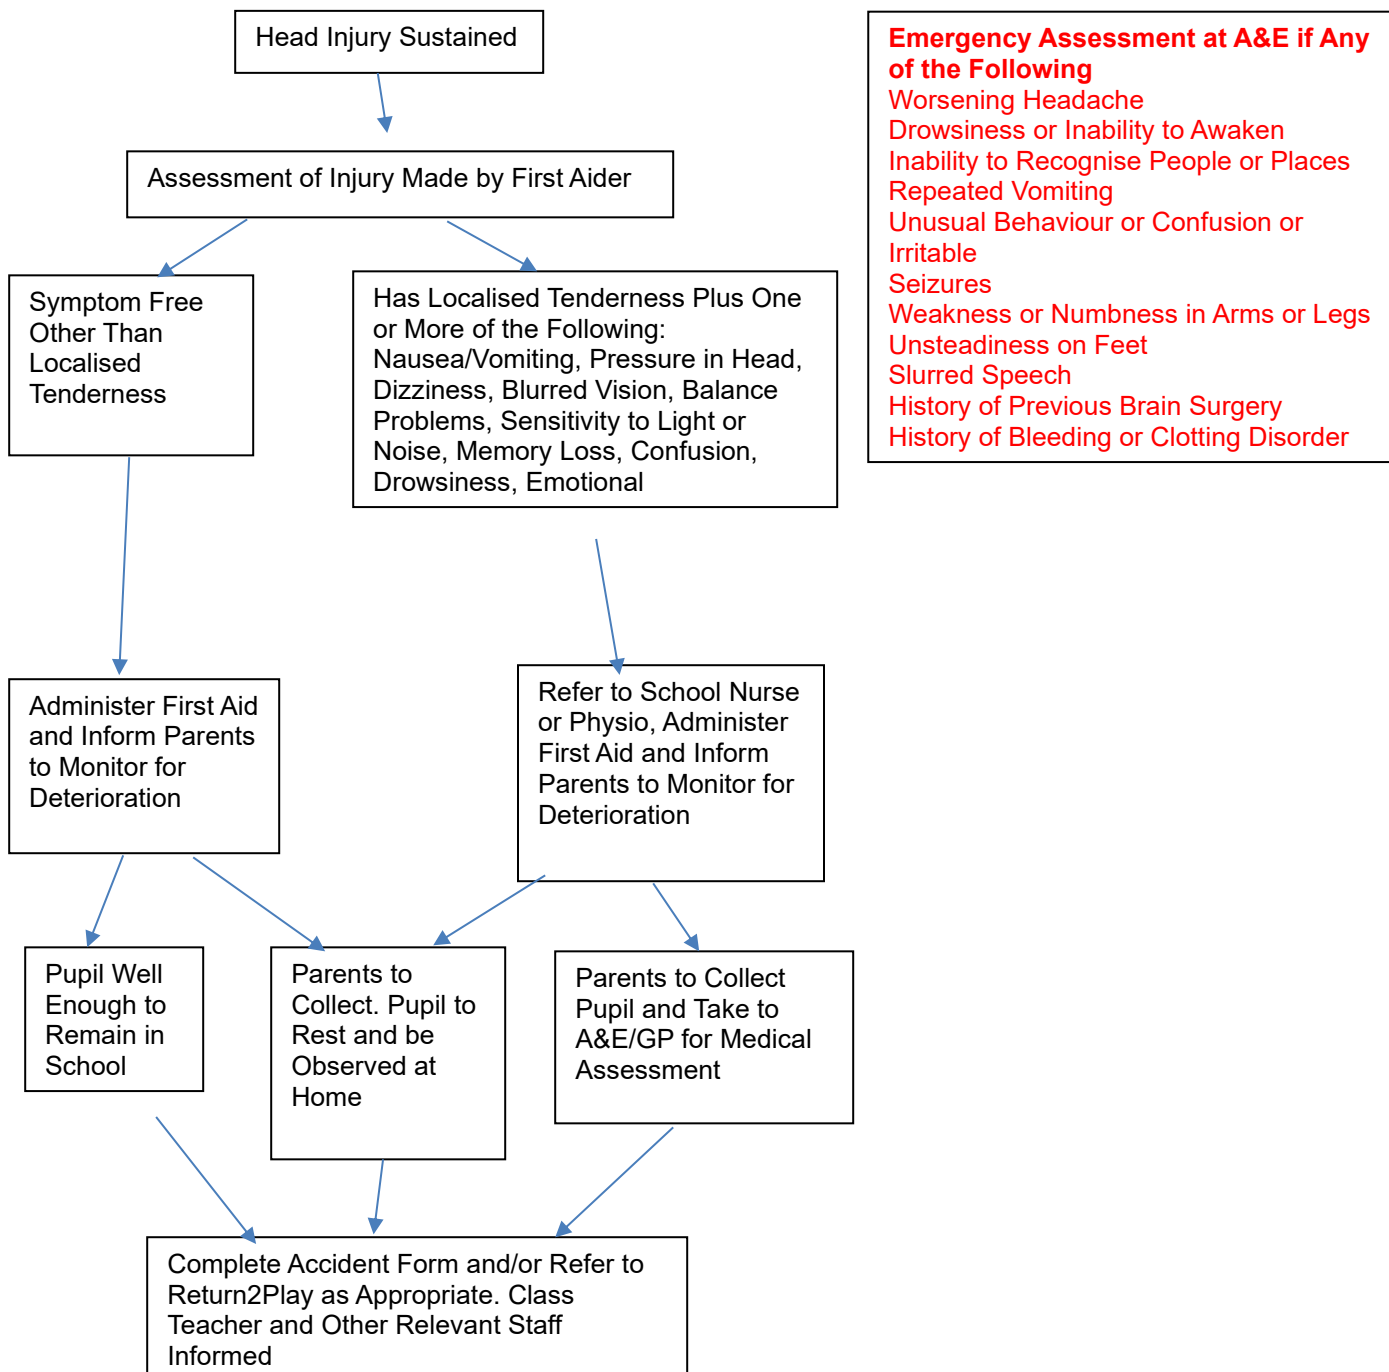 Head Injury Sustained
Emergency Assessment at A&E if Any
of the Following
Worsening Headache
Drowsiness or Inability to Awaken
Inability to Recognise People or Places
Repeated Vomiting
Unusual Behaviour or Confusion or
Irritable
Seizures
Weakness or Numbness in Arms or Legs
Unsteadiness on Feet
Slurred Speech
History of Previous Brain Surgery
History of Bleeding or Clotting Disorder
Assessment of Injury Made by First Aider
Symptom Free
Other Than
Localised
Tenderness
Has Localised Tenderness Plus One
or More of the Following:
Nausea/Vomiting, Pressure in Head,
Dizziness, Blurred Vision, Balance
Problems, Sensitivity to Light or
Noise, Memory Loss, Confusion,
Drowsiness, Emotional
Administer First Aid
and Inform Parents
to Monitor for
Deterioration
Refer to School Nurse
or Physio, Administer
First Aid and Inform
Parents to Monitor for
Deterioration
Pupil Well
Enough to
Remain in
School
Parents to
Collect. Pupil to
Rest and be
Observed at
Home
Parents to Collect
Pupil and Take to
A&E/GP for Medical
Assessment
Complete Accident Form and/or Refer to
Return2Play as Appropriate. Class
Teacher and Other Relevant Staff
Informed